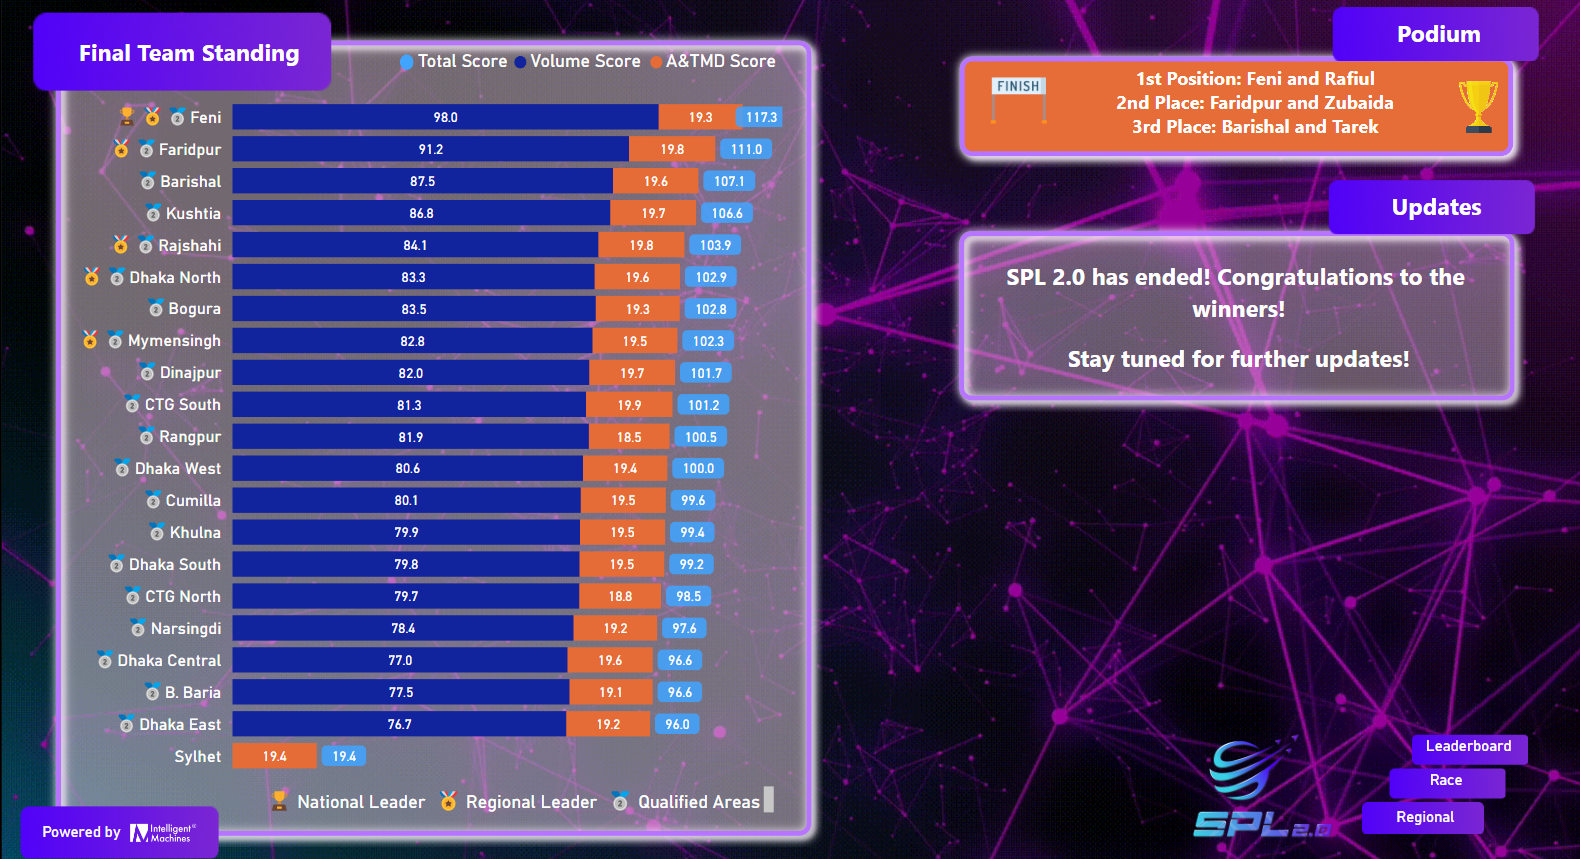 Final Team Standing
Total Score Volume Score A&TMD Score
Feni 98.0 19.3 117.3
Faridpur 91.2 19.8 111.0
Barishal 87.5 19.6 107.1
Kushtia 86.8 19.7 106.6
Rajshahi 84.1 19.8 103.9
Dhaka North 83.3 19.6 102.9
Bogura 83.5 19.3 102.8
Mymensingh 82.8 19.5 102.3
Dinajpur 82.0 19.7 101.7
CTG South 81.3 19.9 101.2
Rangpur 81.9 18.5 100.5
Dhaka West 80.6 19.4 100.0
Cumilla 80.1 19.5 99.6
Khulna 79.9 19.5 99.4
Dhaka South 79.8 19.5 99.2
CTG North 79.7 18.8 98.5
Narsingdi 78.4 19.2 97.6
Dhaka Central 77.0 19.6 96.6
B. Baria 77.5 19.1 96.6
Dhaka East 76.7 19.2 96.0
Sylhet 19.4 19.4
National Leader Regional Leader Qualified Areas
Powered by Intelligent® Machines
Podium
FINISH
1st Position: Feni and Rafiul
2nd Place: Faridpur and Zubaida
3rd Place: Barishal and Tarek
Updates
SPL 2.0 has ended! Congratulations to the
winners!
Stay tuned for further updates!
SPL 2.0
Leaderboard
Race
Regional